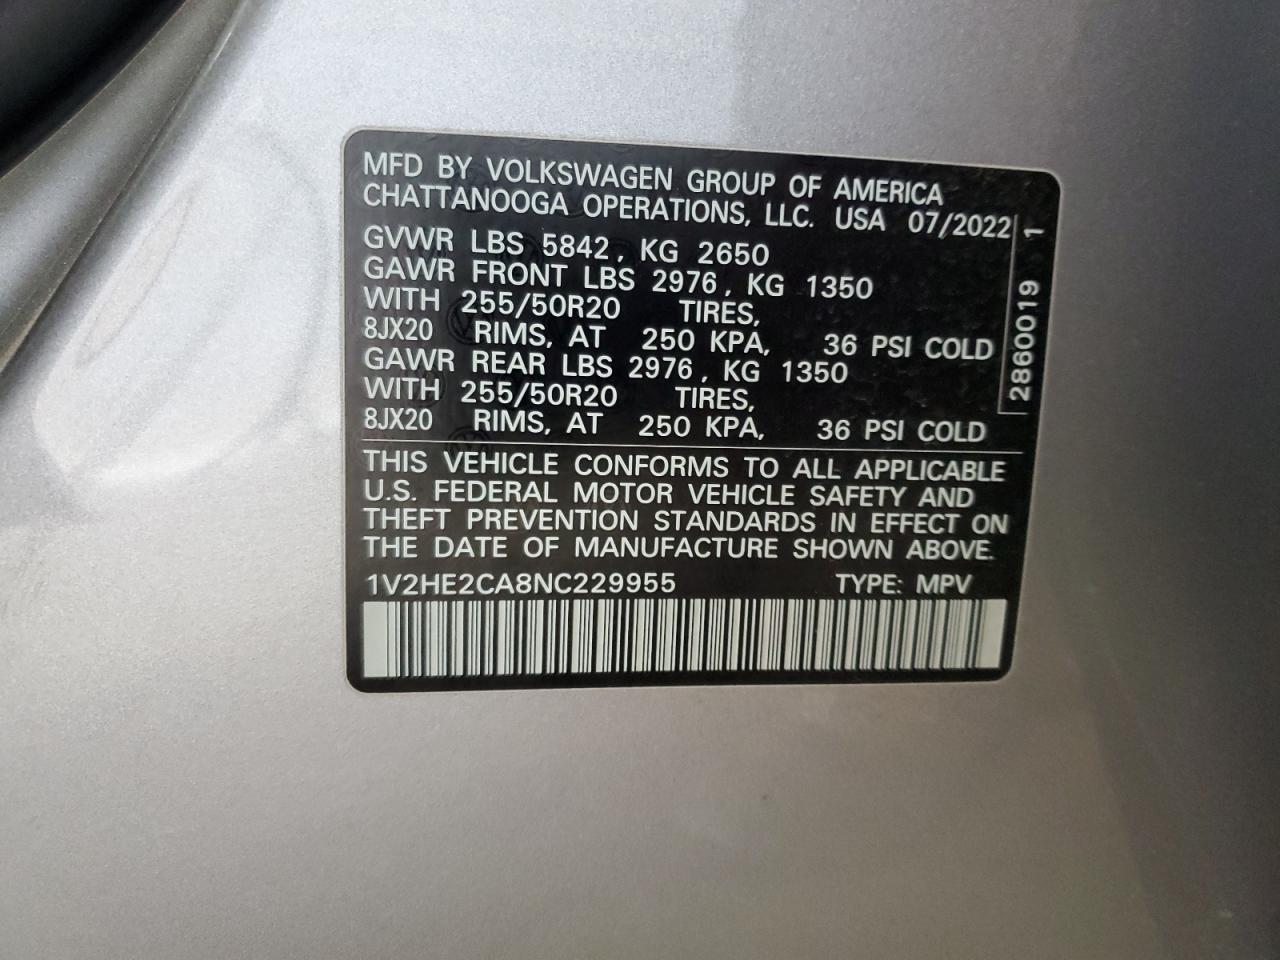 MFD BY VOLKSWAGEN GROUP OF AMERICA
CHATTANOOGA OPERATIONS, LLC. USA 07/2022
GVWR LBS 5842, KG 2650
GAWR FRONT LBS 2976, KG 1350
WITH 255/50R20 TIRES,
8JX20 RIMS, AT 250 KPA, 36 PSI COLD
GAWR REAR LBS 2976, KG 1350
WITH 255/50R20 TIRES,
8JX20 RIMS, AT 250 KPA, 36 PSI COLD
2860019 1
THIS VEHICLE CONFORMS TO ALL APPLICABLE
U.S. FEDERAL MOTOR VEHICLE SAFETY AND
THEFT PREVENTION STANDARDS IN EFFECT ON
THE DATE OF MANUFACTURE SHOWN ABOVE.
1V2HE2CA8NC229955 TYPE: MPV